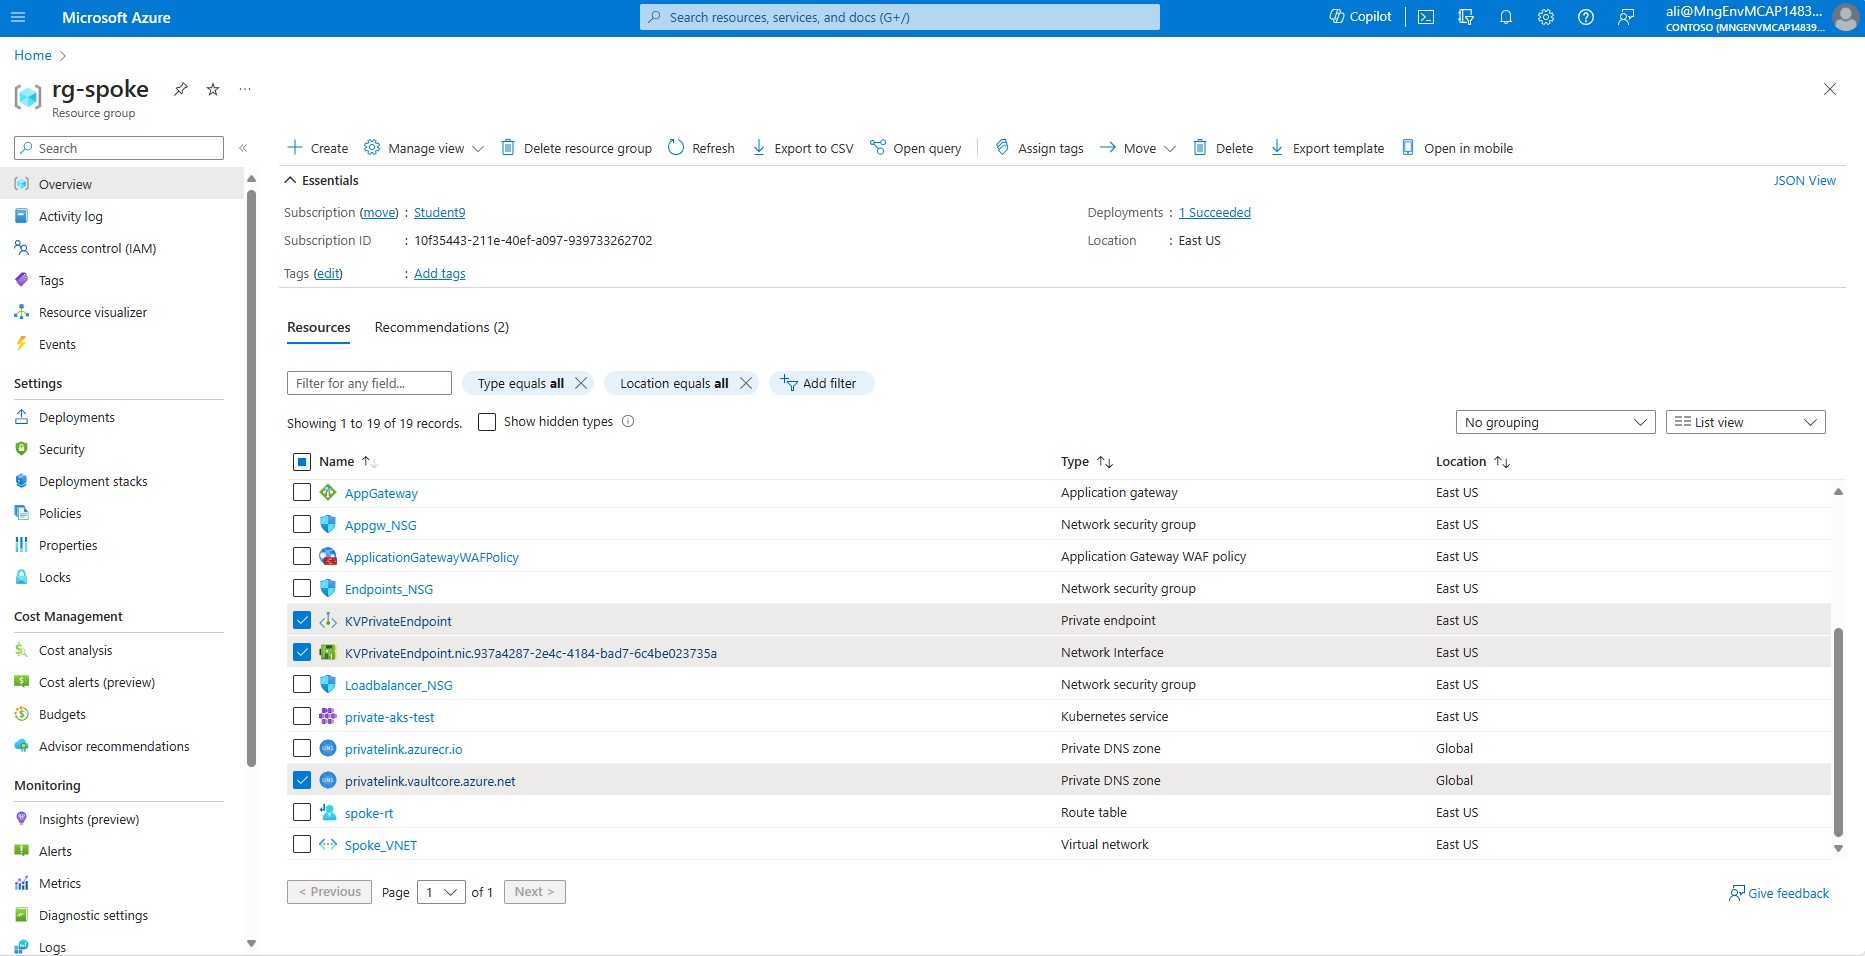 Microsoft Azure
Search resources, services, and docs (G+/)
Copilot
ali@MngEnvMCAP1483...
CONTOSO (MNGENVMCAP14839...
Home
rg-spoke
Resource group
Search
Create
Manage view
Delete resource group
Refresh
Export to CSV
Open query
Assign tags
Move
Delete
Export template
Open in mobile
Overview
Activity log
Access control (IAM)
Tags
Resource visualizer
Events
Settings
Deployments
Security
Deployment stacks
Policies
Properties
Locks
Cost Management
Cost analysis
Cost alerts (preview)
Budgets
Advisor recommendations
Monitoring
Insights (preview)
Alerts
Metrics
Diagnostic settings
Logs
Essentials
JSON View
Subscription (move) : Student9
Deployments : 1 Succeeded
Subscription ID : 10f35443-211e-40ef-a097-939733262702
Location : East US
Tags (edit) : Add tags
Resources Recommendations (2)
Filter for any field...
Type equals all
Location equals all
Add filter
Showing 1 to 19 of 19 records.
Show hidden types
No grouping
List view
Name Type Location
AppGateway Application gateway East US
Appgw_NSG Network security group East US
ApplicationGatewayWAFPolicy Application Gateway WAF policy East US
Endpoints_NSG Network security group East US
KVPrivateEndpoint Private endpoint East US
KVPrivateEndpoint.nic.937a4287-2e4c-4184-bad7-6c4be023735a Network Interface East US
Loadbalancer_NSG Network security group East US
private-aks-test Kubernetes service East US
DNS privatelink.azurecr.io Private DNS zone Global
DNS privatelink.vaultcore.azure.net Private DNS zone Global
spoke-rt Route table East US
Spoke_VNET Virtual network East US
< Previous Page 1 of 1 Next >
Give feedback